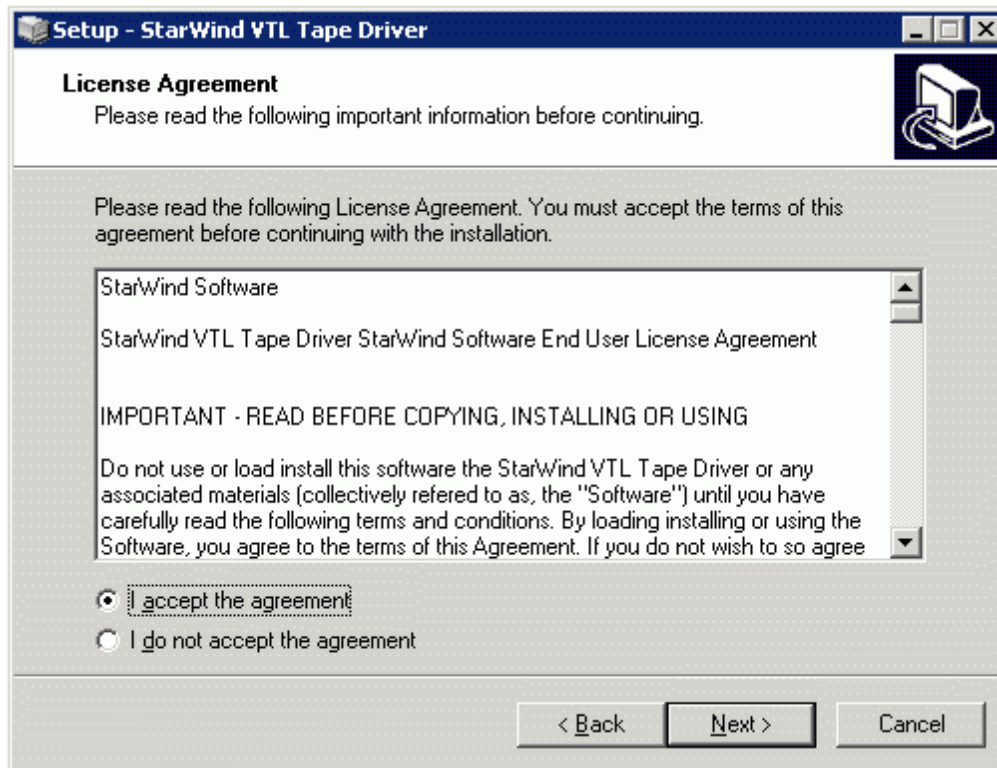 Setup - StarWind VTL Tape Driver
License Agreement
Please read the following important information before continuing.
Please read the following License Agreement. You must accept the terms of this
agreement before continuing with the installation.
StarWind Software
StarWind VTL Tape Driver StarWind Software End User License Agreement
IMPORTANT - READ BEFORE COPYING, INSTALLING OR USING
Do not use or load install this software the StarWind VTL Tape Driver or any
associated materials (collectively refered to as, the "Software") until you have
carefully read the following terms and conditions. By loading installing or using the
Software, you agree to the terms of this Agreement. If you do not wish to so agree
I accept the agreement
I do not accept the agreement
< Back
Next >
Cancel